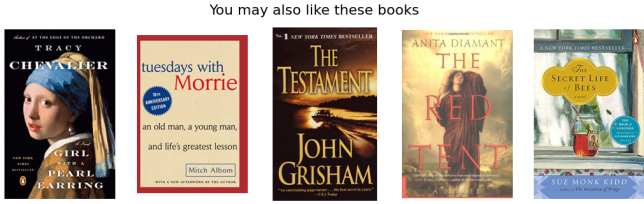 You may also like these books
Author of AT THE EDGE OF THE ORCHARD
TRACY
CHEVALIER
A Novel
GIRL
WITH A
PEARL
EARRING
NEW YORK
TIMES
BESTSELLER
tuesdays with
Morrie
10TH
ANNIVERSARY
EDITION
an old man, a young man,
and life's greatest lesson
Mitch Albom
WITH A NEW AFTERWORD BY THE AUTHOR
No. 1 NEW YORK TIMES BESTSELLER
THE
TESTAMENT
JOHN
GRISHAM
ANITA DIAMANT
THE
RED
TENT
A NEW YORK TIMES BESTSELLER
The
SECRET LIFE
OF BEES
a novel
SUE MONK KIDD